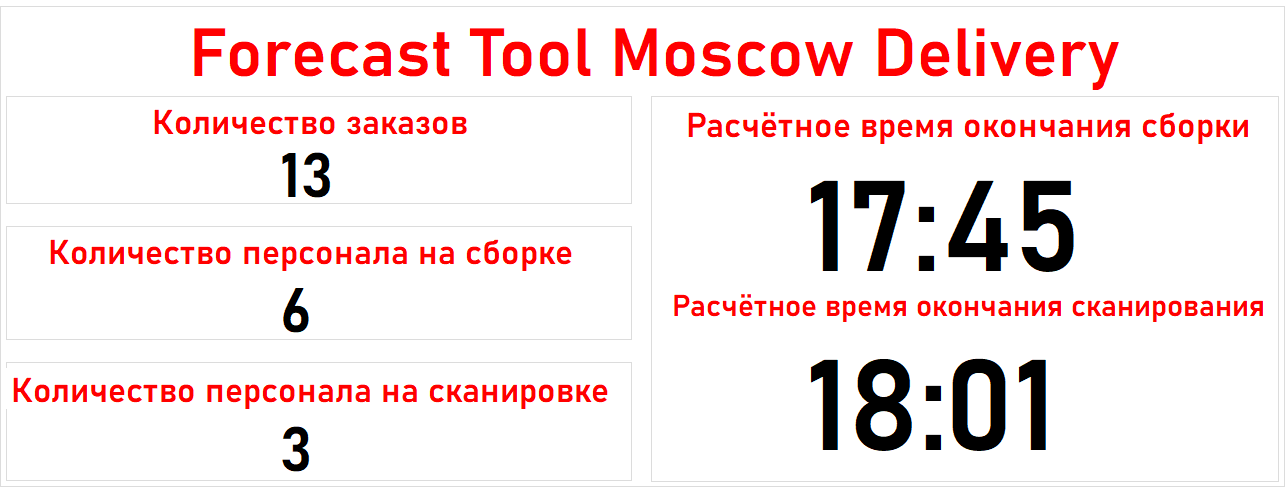 Forecast Tool Moscow Delivery
Количество заказов
13
Количество персонала на сборке
6
Количество персонала на сканировке
3
Расчётное время окончания сборки
17:45
Расчётное время окончания сканирования
18:01